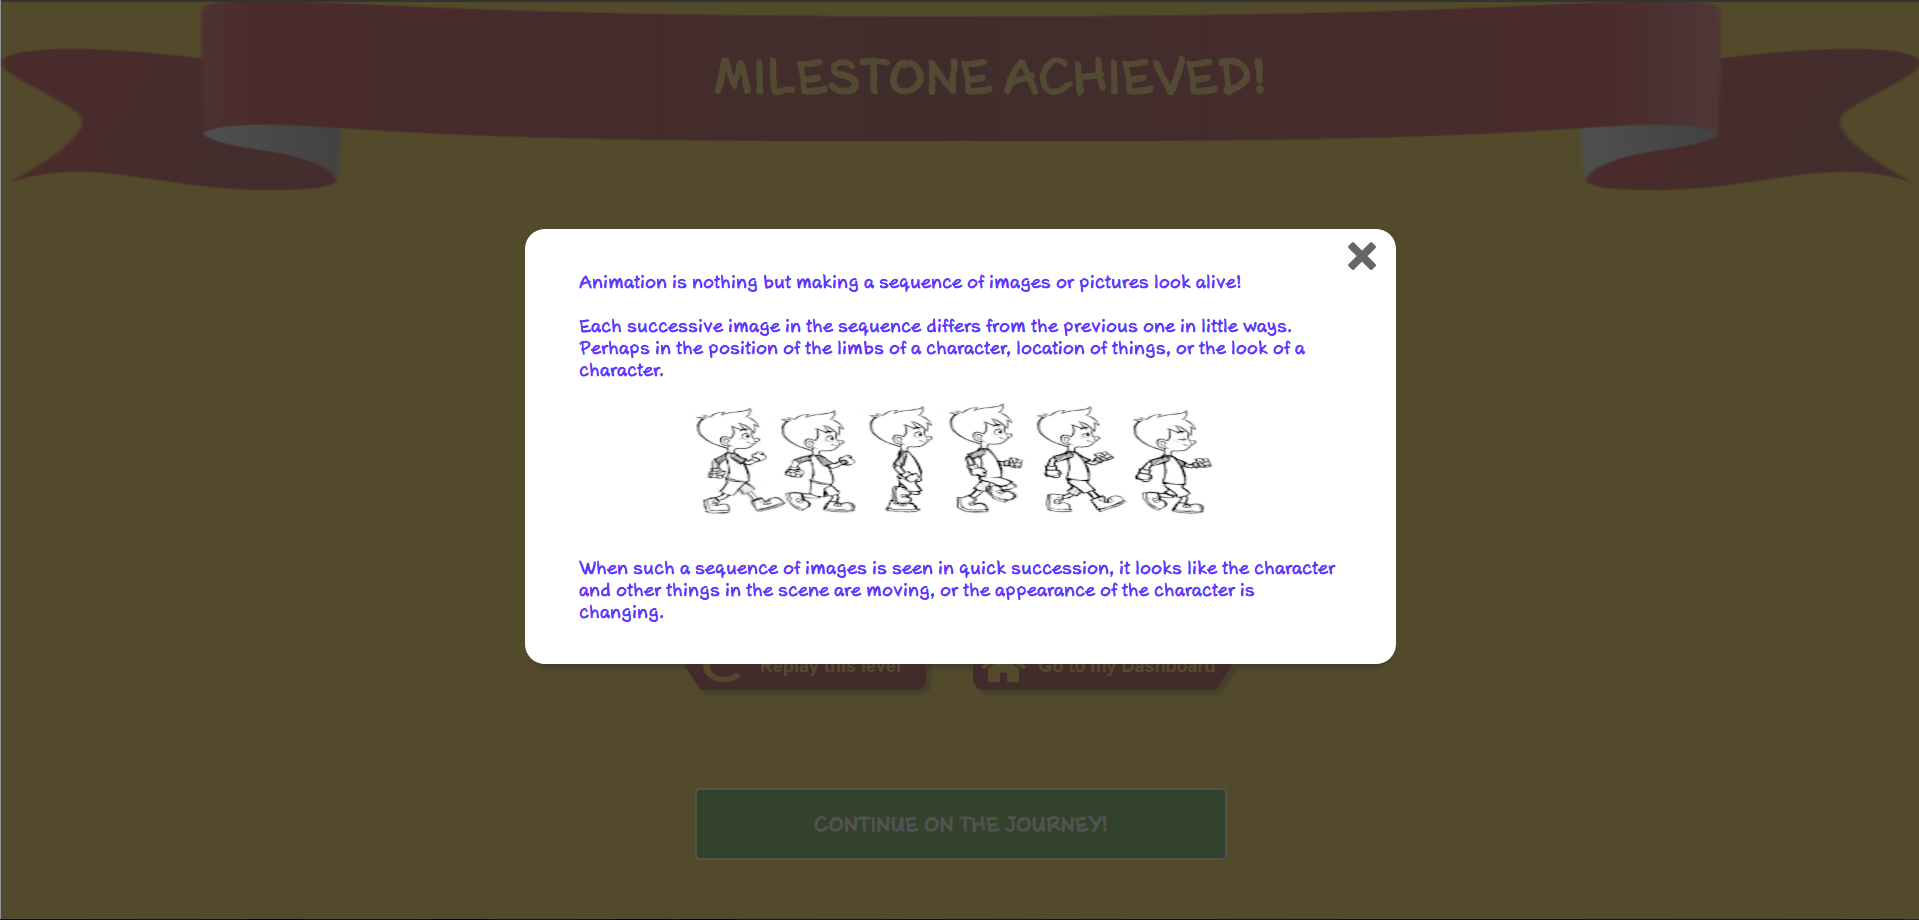 MILESTONE ACHIEVED!
Animation is nothing but making a sequence of images or pictures look alive!
Each successive image in the sequence differs from the previous one in little ways.
Perhaps in the position of the limbs of a character, location of things, or the look of a
character.
When such a sequence of images is seen in quick succession, it looks like the character
and other things in the scene are moving, or the appearance of the character is
changing.
Replay this level
Go to my Dashboard
CONTINUE ON THE JOURNEY!